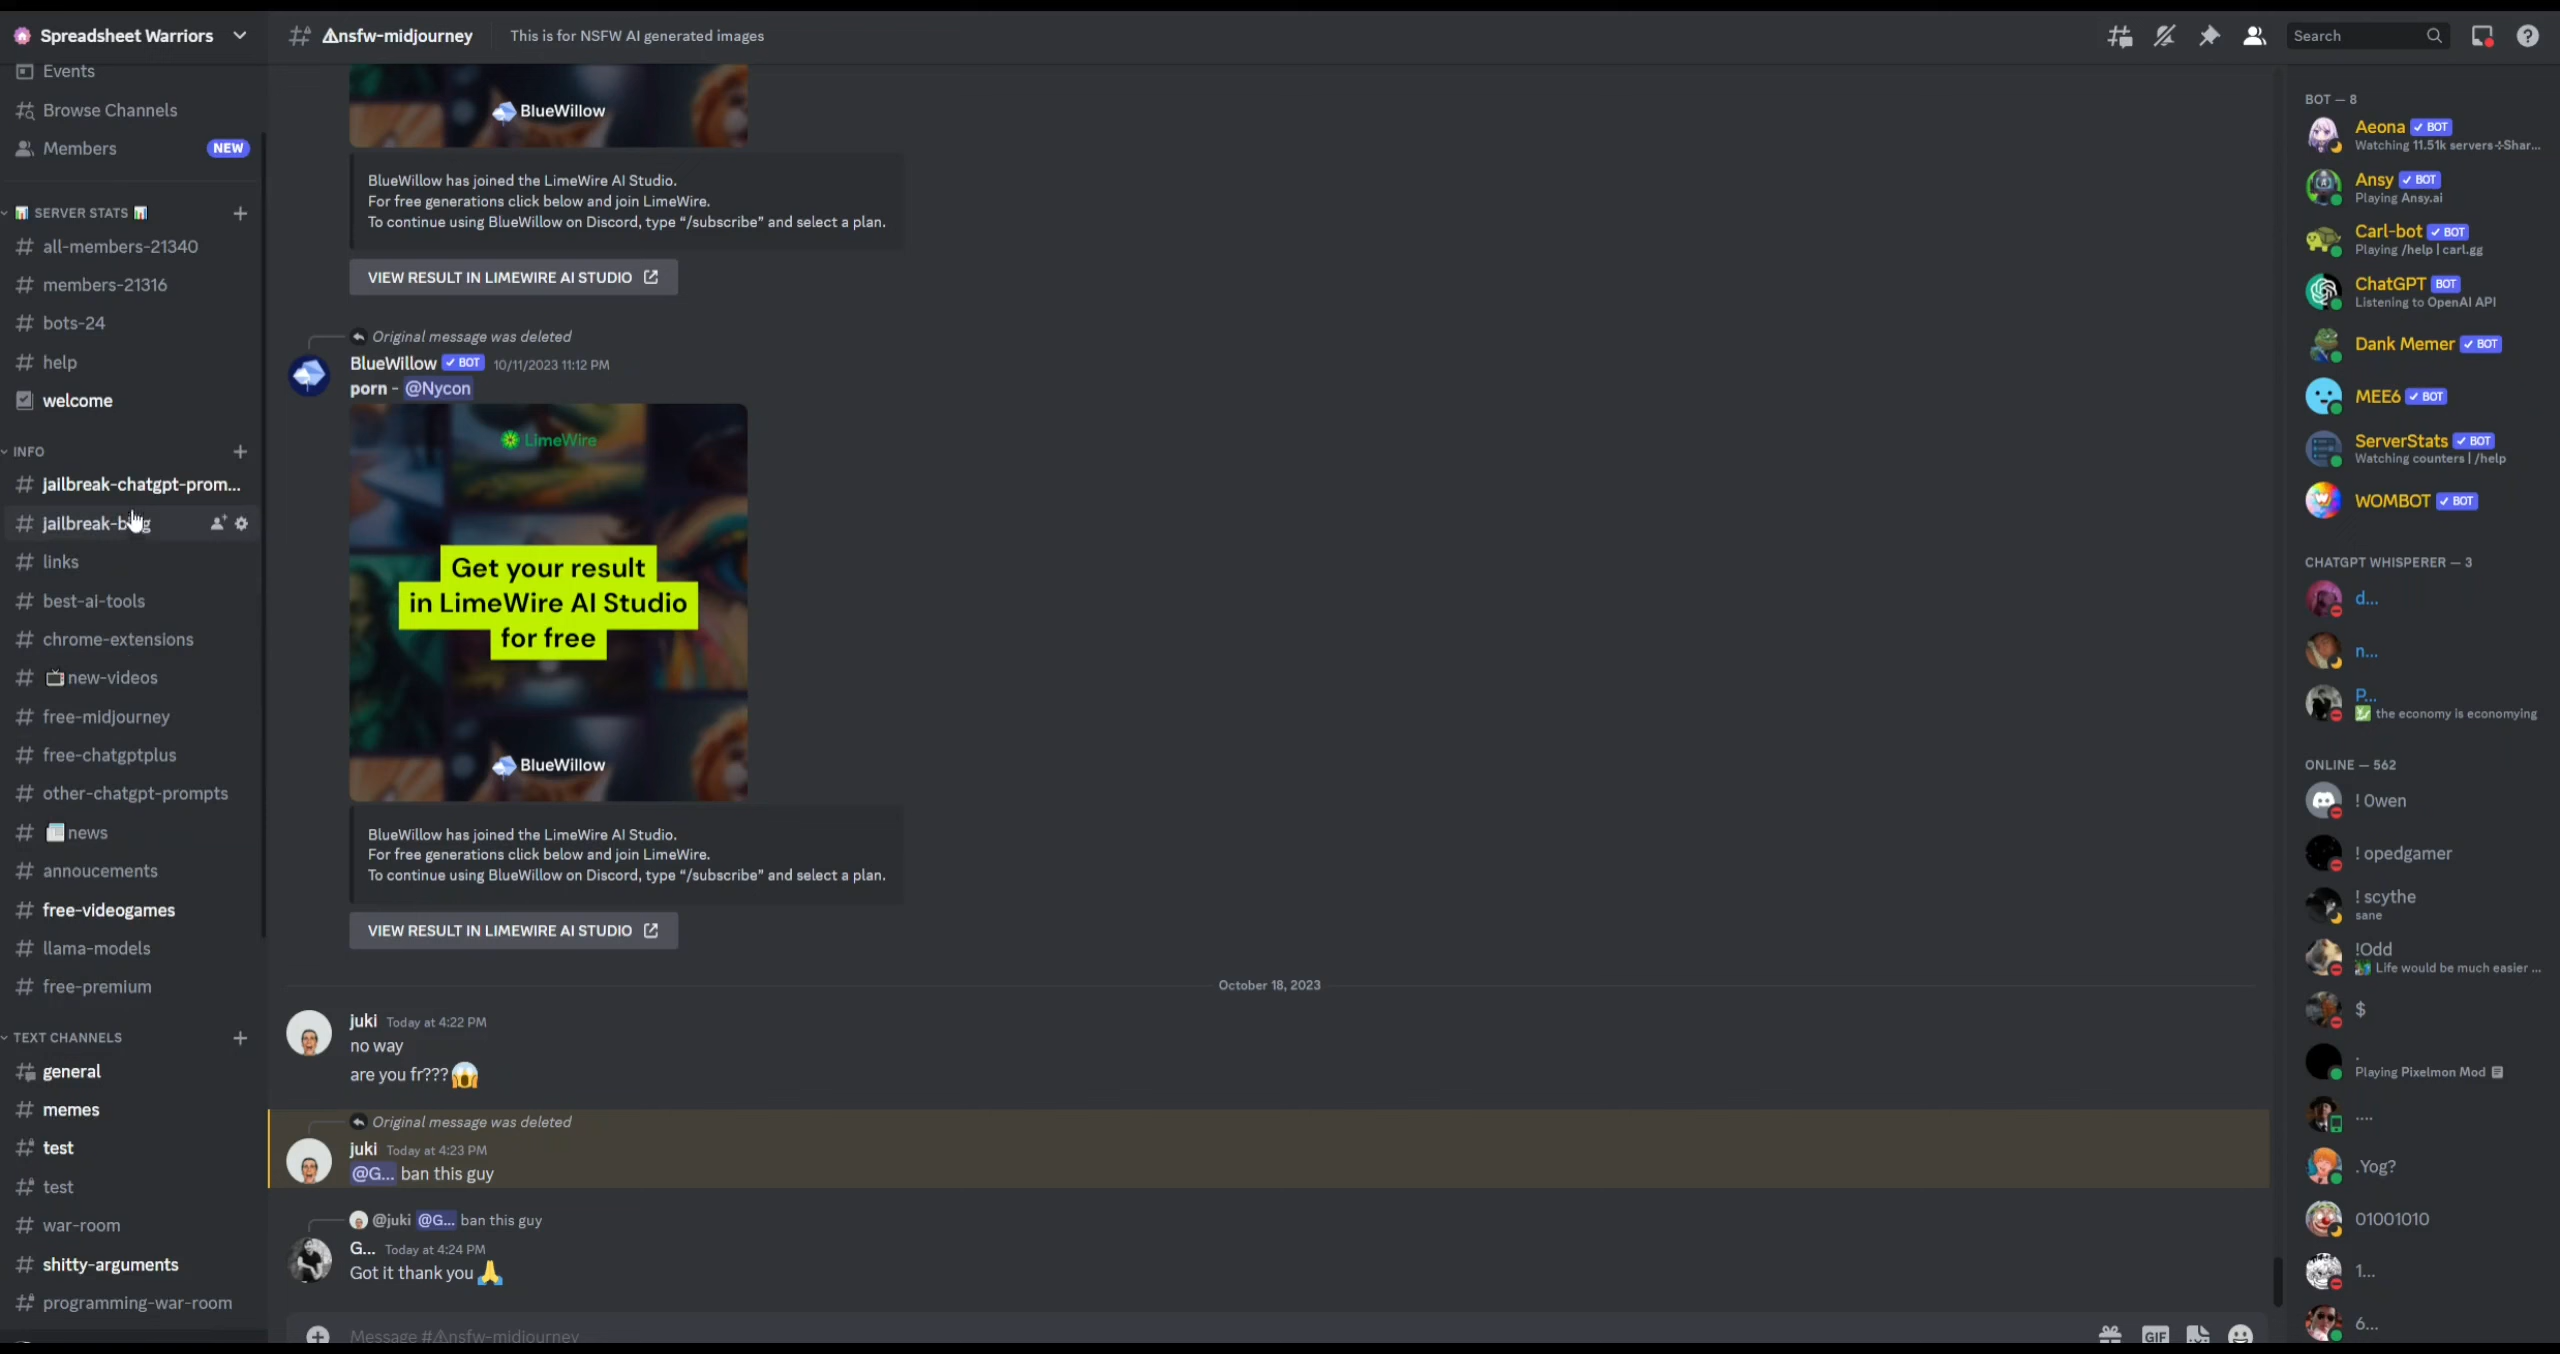 Spreadsheet Warriors
Events
Browse Channels
Members NEW
SERVER STATS
all-members-21340
members-21316
bots-24
help
welcome
INFO
jailbreak-chatgpt-prom...
links
best-ai-tools
chrome-extensions
new-videos
free-midjourney
free-chatgptplus
other-chatgpt-prompts
news
annoucements
free-videogames
llama-models
free-premium
TEXT CHANNELS
general
memes
test
test
war-room
shitty-arguments
programming-war-room
⚠nsfw-midjourney This is for NSFW AI generated images
Search
BlueWillow
BlueWillow has joined the LimeWire AI Studio.
For free generations click below and join LimeWire.
To continue using BlueWillow on Discord, type “/subscribe” and select a plan.
VIEW RESULT IN LIMEWIRE AI STUDIO
Original message was deleted
BlueWillow ✓ BOT 10/11/2023 11:12 PM
porn - @Nycon
LimeWire
Get your result
in LimeWire AI Studio
for free
BlueWillow
BlueWillow has joined the LimeWire AI Studio.
For free generations click below and join LimeWire.
To continue using BlueWillow on Discord, type “/subscribe” and select a plan.
VIEW RESULT IN LIMEWIRE AI STUDIO
October 18, 2023
juki Today at 4:22 PM
no way
are you fr???😱
Original message was deleted
juki Today at 4:23 PM
@G... ban this guy
@juki @G... ban this guy
G... Today at 4:24 PM
Got it thank you🙏
Message #⚠nsfw-midjourney
GIF
BOT — 8
Aeona ✓ BOT
Watching 11.51k servers⊹Shar...
Ansy ✓ BOT
Playing Ansy.ai
Carl-bot ✓ BOT
Playing /help | carl.gg
ChatGPT BOT
Listening to OpenAI API
Dank Memer ✓ BOT
MEE6 ✓ BOT
ServerStats ✓ BOT
Watching counters | /help
WOMBOT ✓ BOT
CHATGPT WHISPERER — 3
d...
n...
P...
the economy is economying
ONLINE — 562
! 0wen
! opedgamer
! scythe
sane
!Odd
Life would be much easier ...
$
.
Playing Pixelmon Mod
....
.Yog?
01001010
1...
6...